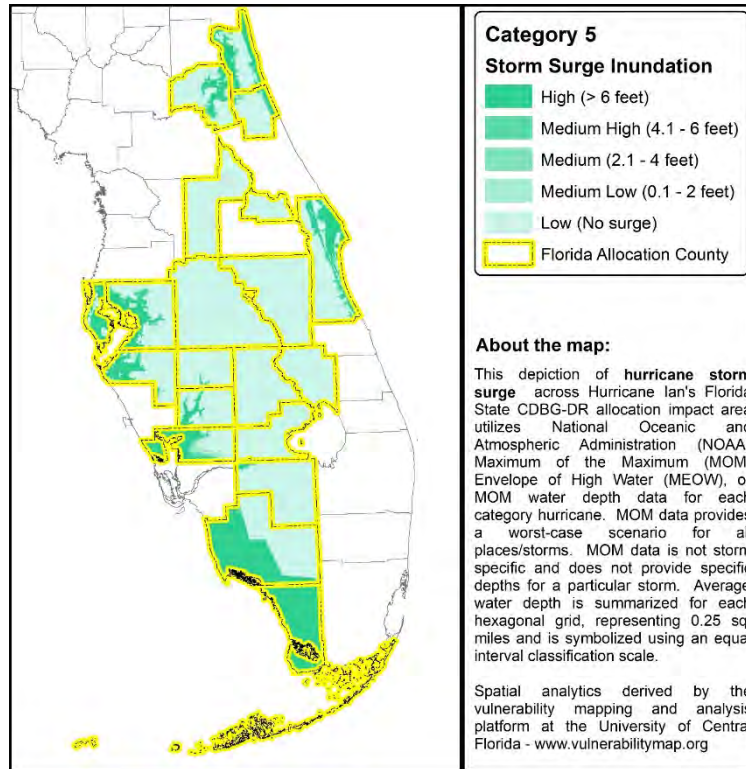 Category 5
Storm Surge Inundation
High (> 6 feet)
Medium High (4.1 - 6 feet)
Medium (2.1 - 4 feet)
Medium Low (0.1 - 2 feet)
Low (No surge)
Florida Allocation County
About the map:
This depiction of hurricane storm
surge across Hurricane Ian's Florida
State CDBG-DR allocation impact area
utilizes National Oceanic and
Atmospheric Administration (NOAA
Maximum of the Maximum (MOM
Envelope of High Water (MEOW), o
MOM water depth data for each
category hurricane. MOM data provides
a worst-case scenario for al
places/storms. MOM data is not storm
specific and does not provide specific
depths for a particular storm. Average
water depth is summarized for each
hexagonal grid, representing 0.25 sq
miles and is symbolized using an equa
interval classification scale.
Spatial analytics derived by the
vulnerability mapping and analysis
platform at the University of Centra
Florida - www.vulnerabilitymap.org